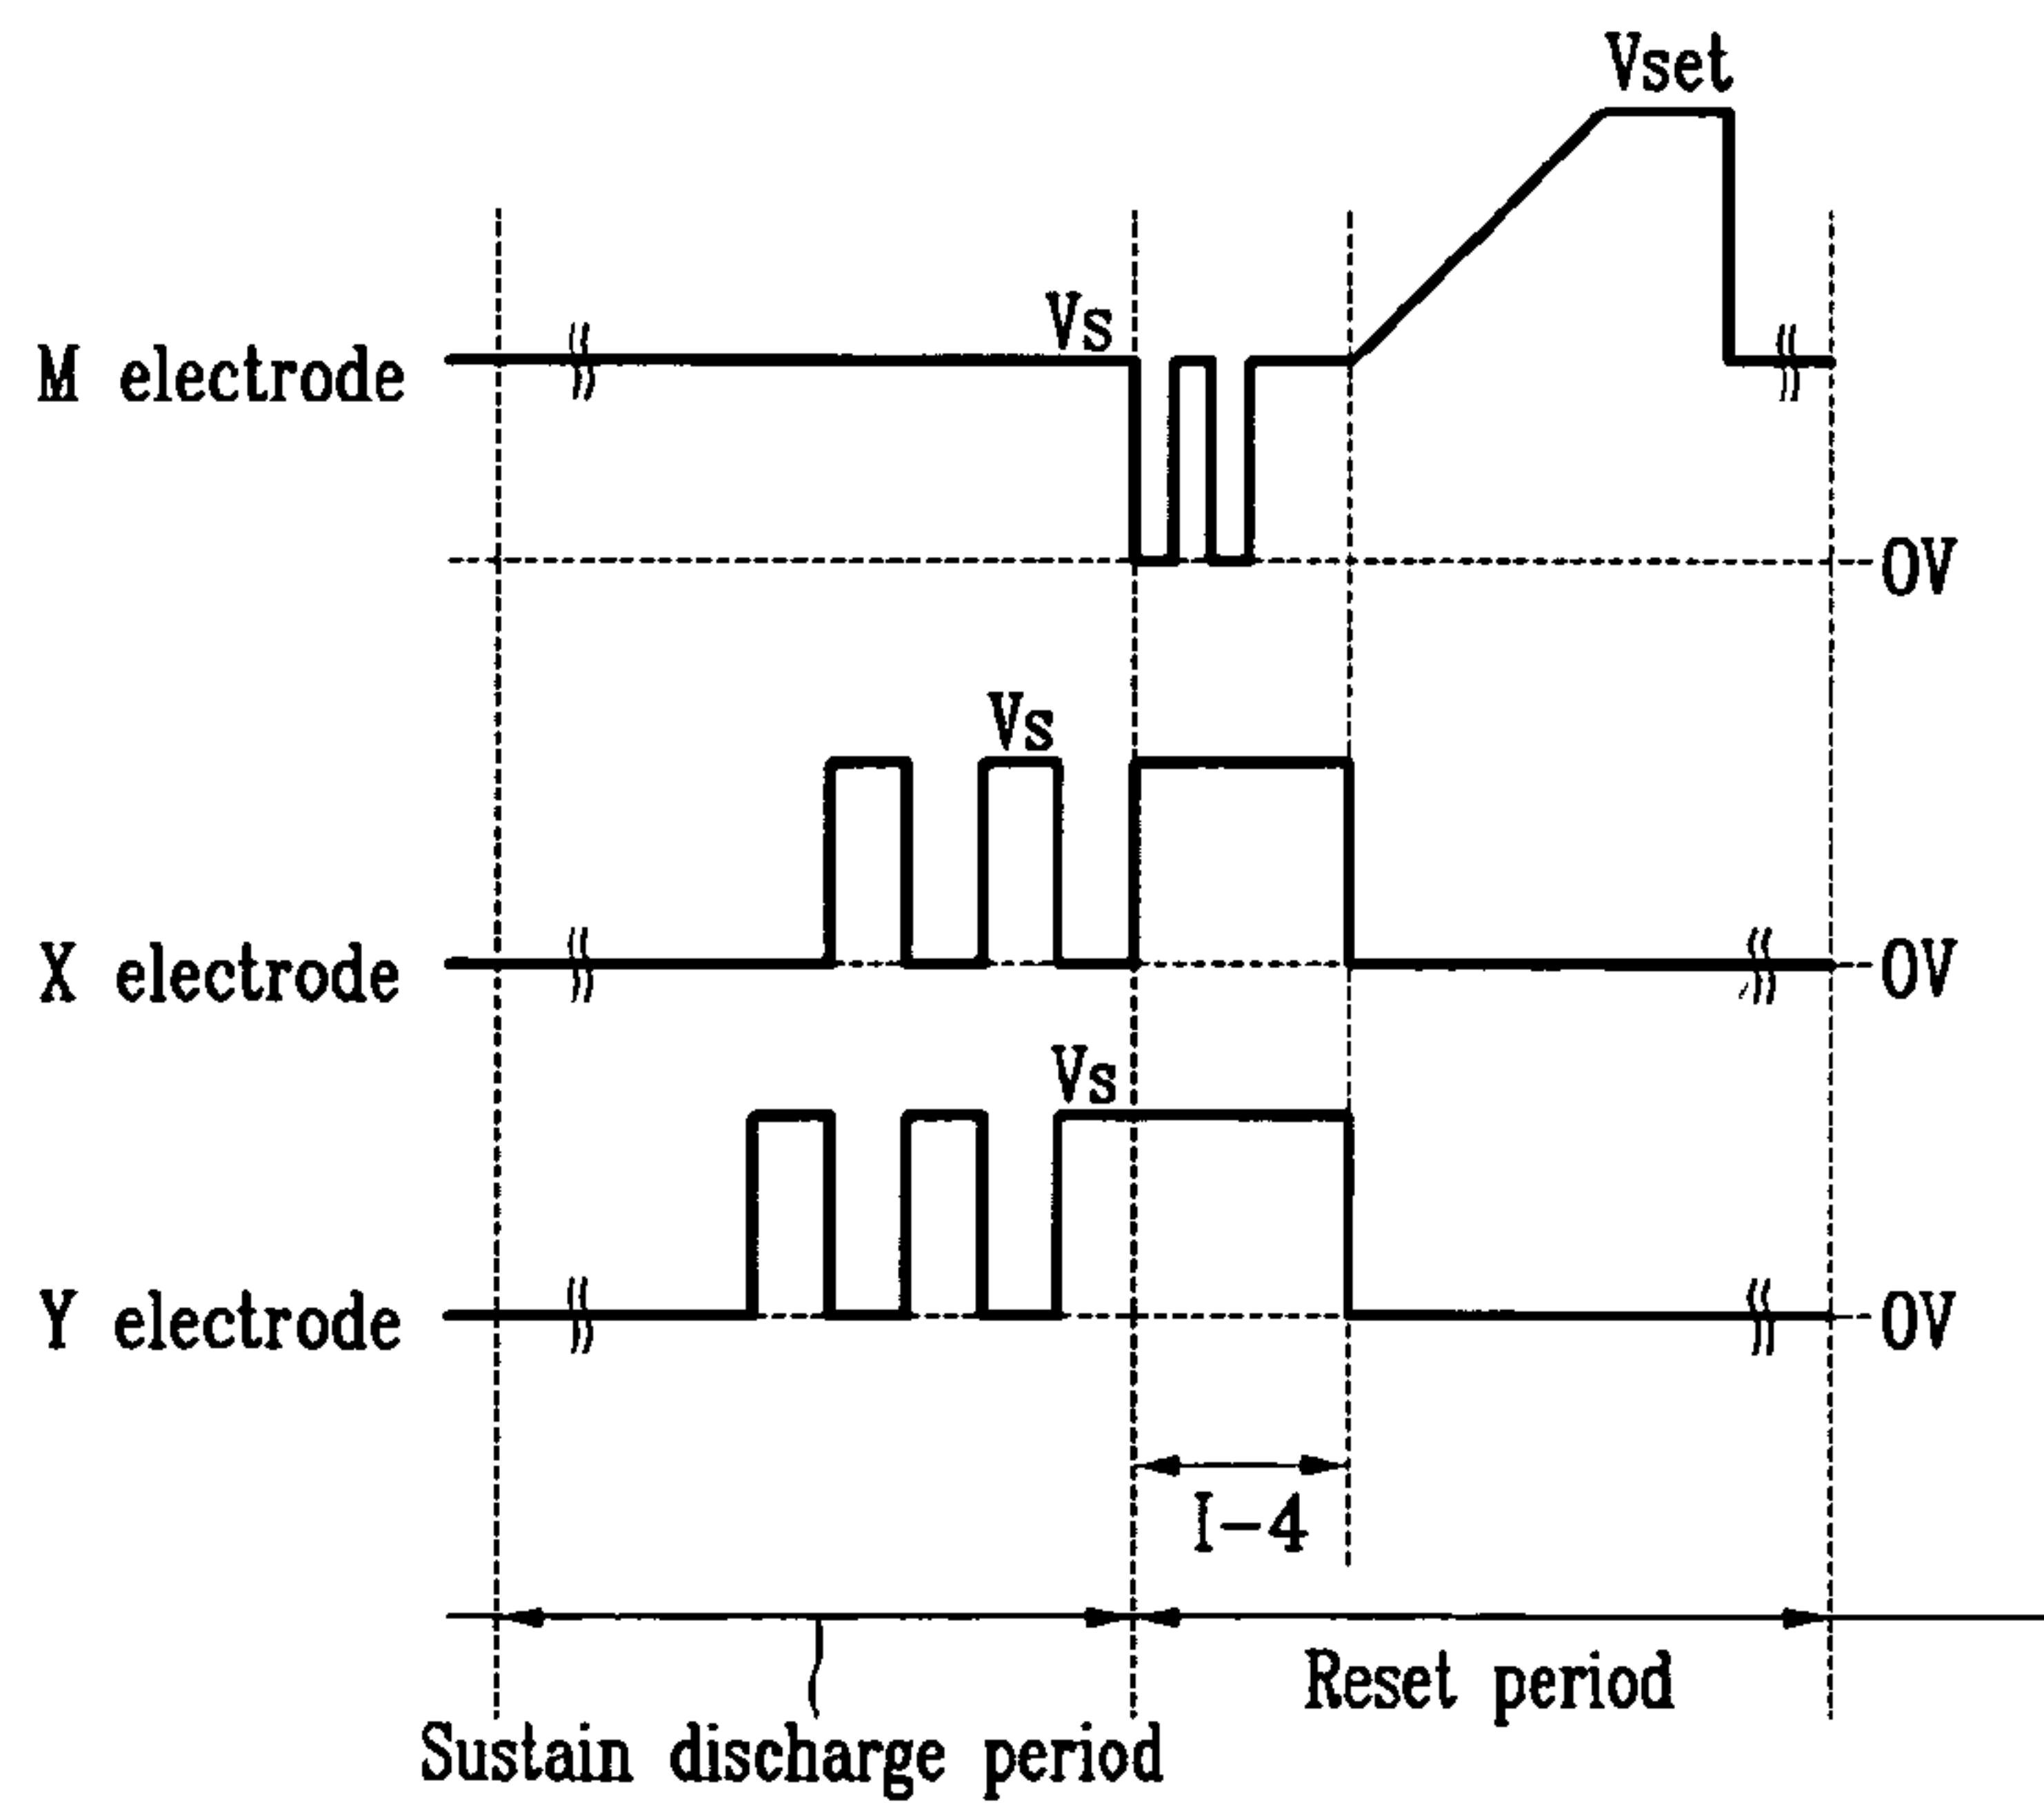 Vset
Vs
M electrode
0V
Vs
X electrode
0V
Vs
Y electrode
0V
I-4
Reset period
Sustain discharge period